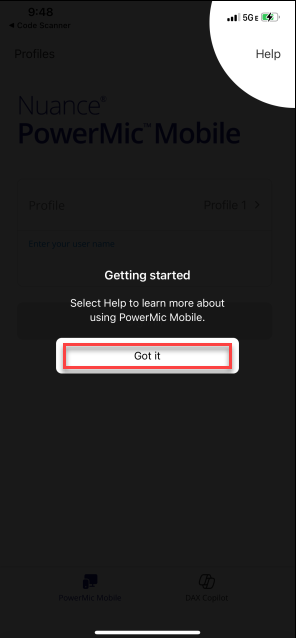 9:48
5GE
◀ Code Scanner
Profiles
Help
Nuance®
PowerMic™ Mobile
Profile
Profile 1 >
Enter your user name
Getting started
Select Help to learn more about
using PowerMic Mobile.
Got it
PowerMic Mobile
DAX Copilot